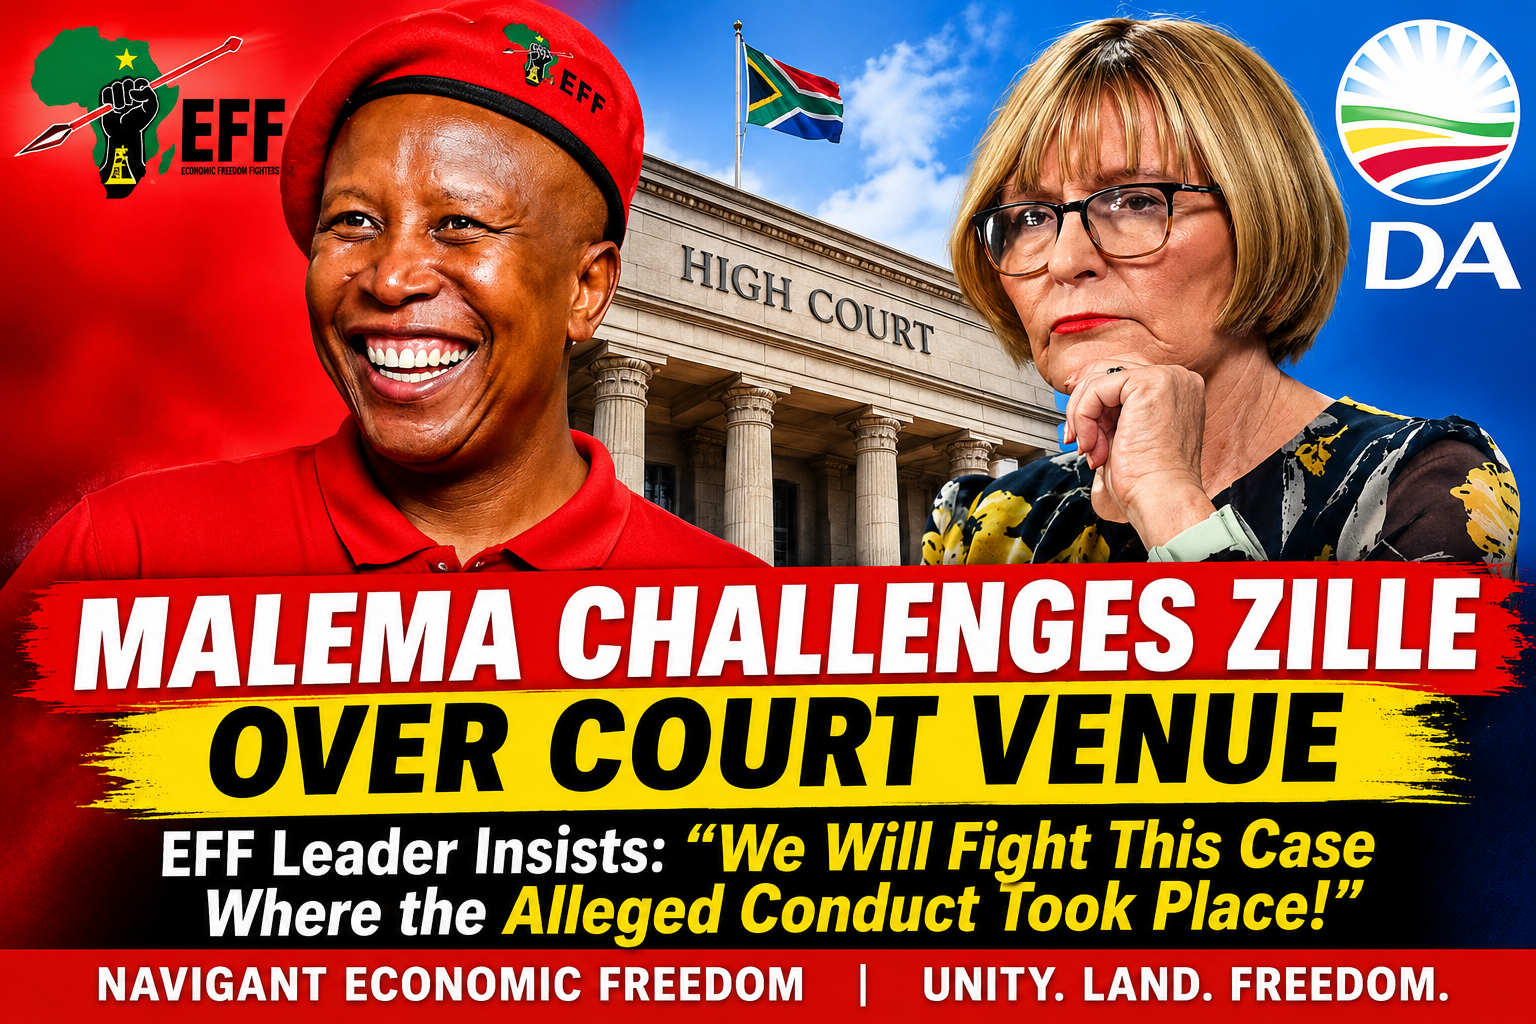 EFF
ECONOMIC FREEDOM FIGHTERS
EFF
HIGH COURT
DA
MALEMA CHALLENGES ZILLE
OVER COURT VENUE
EFF Leader Insists: “We Will Fight This Case
Where the Alleged Conduct Took Place!”
NAVIGANT ECONOMIC FREEDOM | UNITY. LAND. FREEDOM.